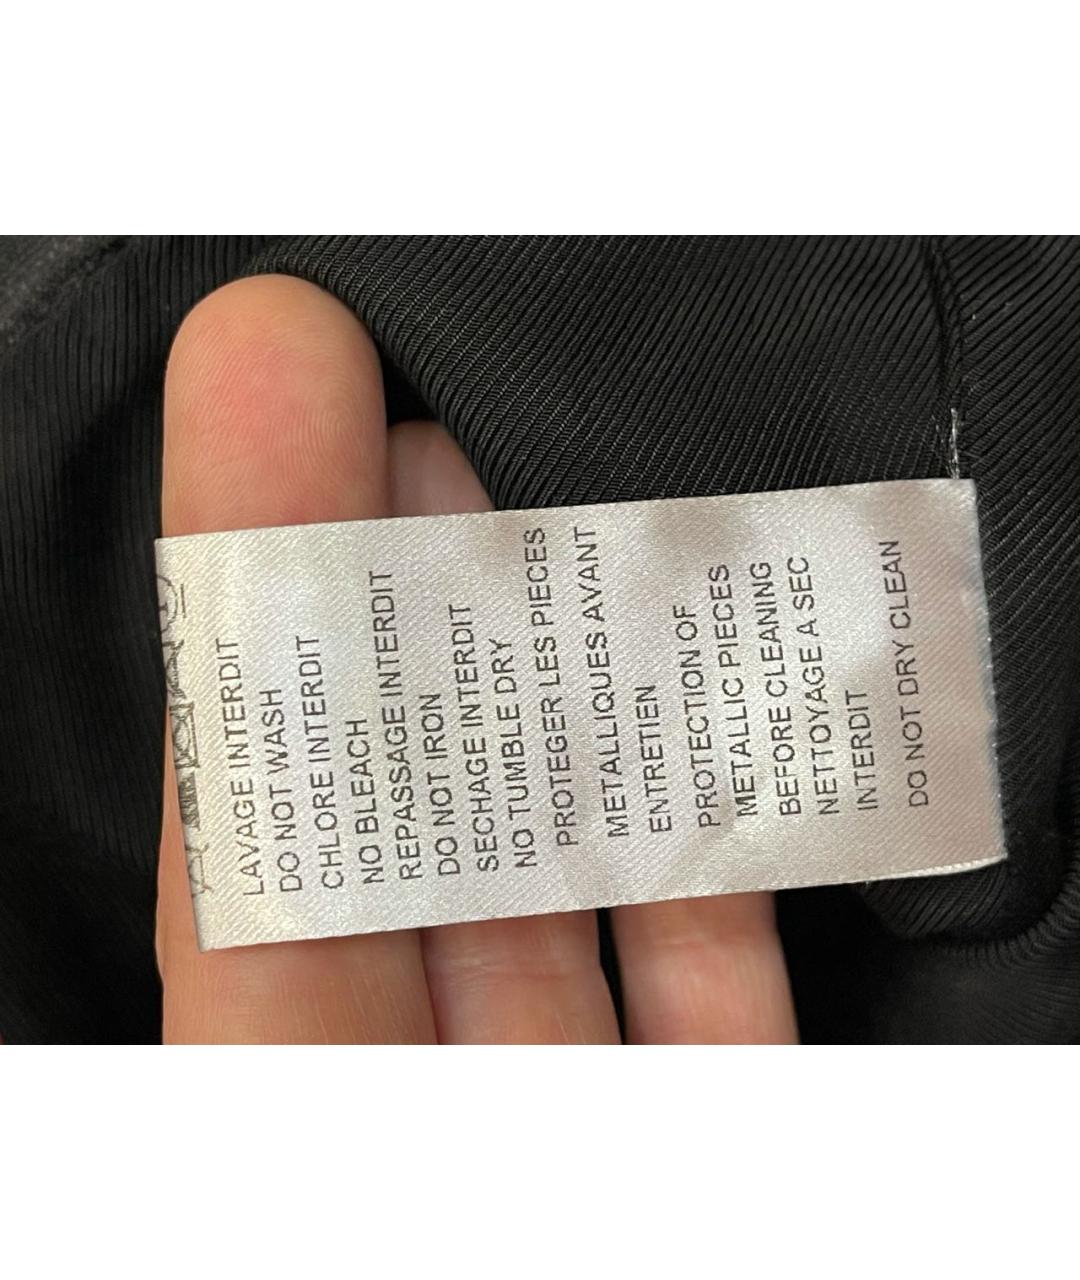 LAVAGE INTERDIT
DO NOT WASH
CHLORE INTERDIT
NO BLEACH
REPASSAGE INTERDIT
DO NOT IRON
SECHAGE INTERDIT
NO TUMBLE DRY
PROTEGER LES PIECES
METALLIQUES AVANT
ENTRETIEN
PROTECTION OF
METALLIC PIECES
BEFORE CLEANING
NETTOYAGE A SEC
INTERDIT
DO NOT DRY CLEAN